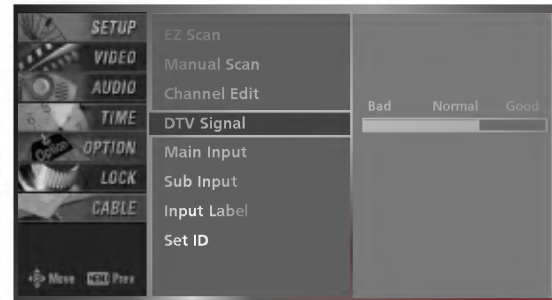 SETUP
VIDEO
AUDIO
TIME
OPTION
LOCK
CABLE
Move MENU Prev
EZ Scan
Manual Scan
Channel Edit
DTV Signal
Main Input
Sub Input
Input Label
Set ID
Bad Normal Good